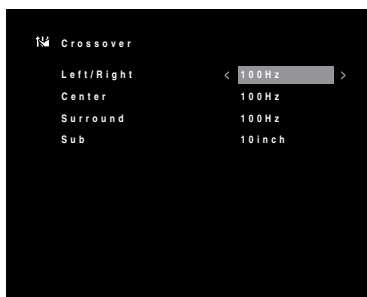 Crossover
Left/Right < 100Hz >
Center 100Hz
Surround 100Hz
Sub 10inch